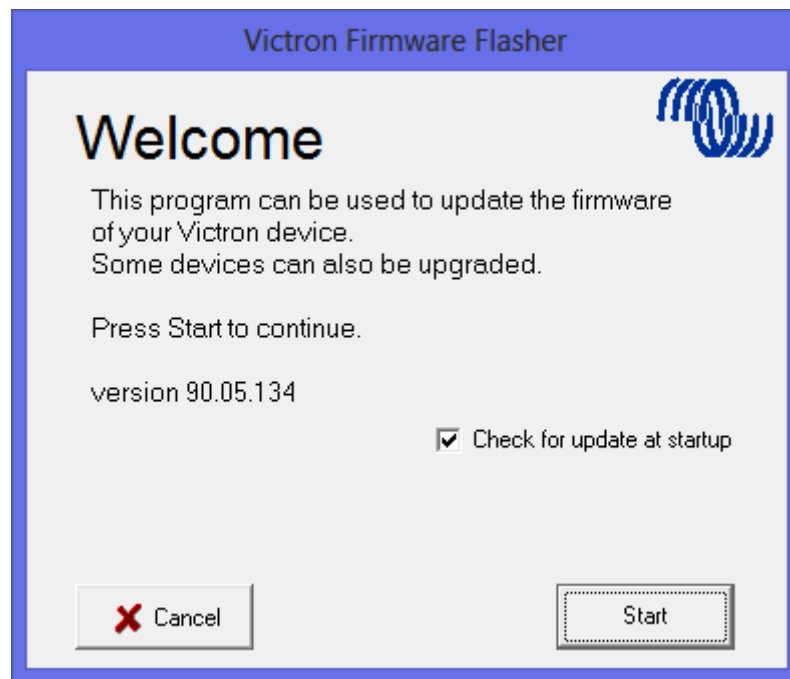 Victron Firmware Flasher
Welcome
This program can be used to update the firmware
of your Victron device.
Some devices can also be upgraded.
Press Start to continue.
version 90.05.134
Check for update at startup
Cancel
Start